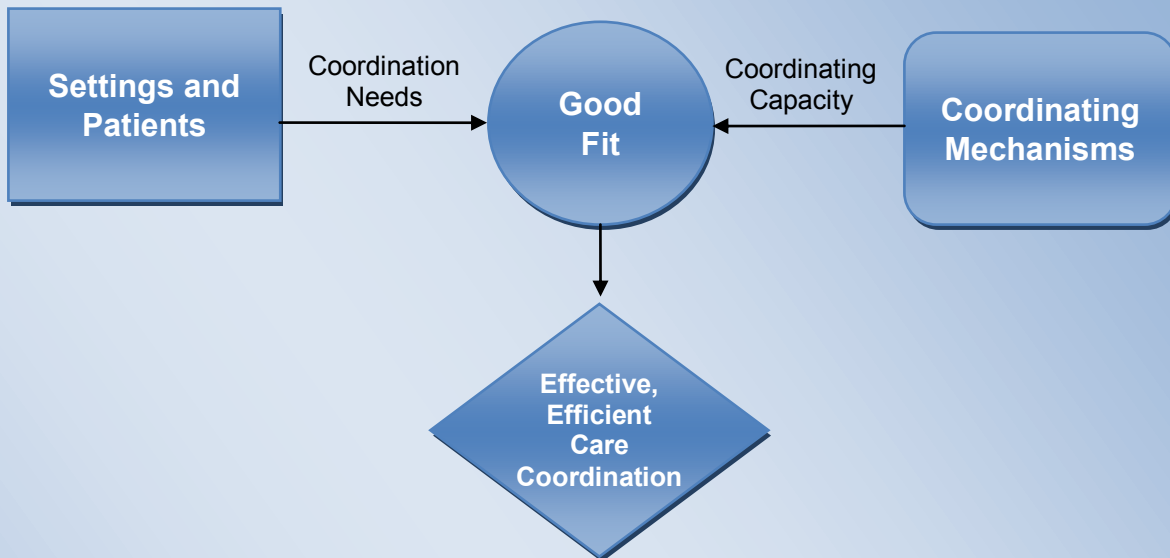 Settings and
Patients
Coordination
Needs
Good
Fit
Coordinating
Capacity
Coordinating
Mechanisms
Effective,
Efficient
Care
Coordination